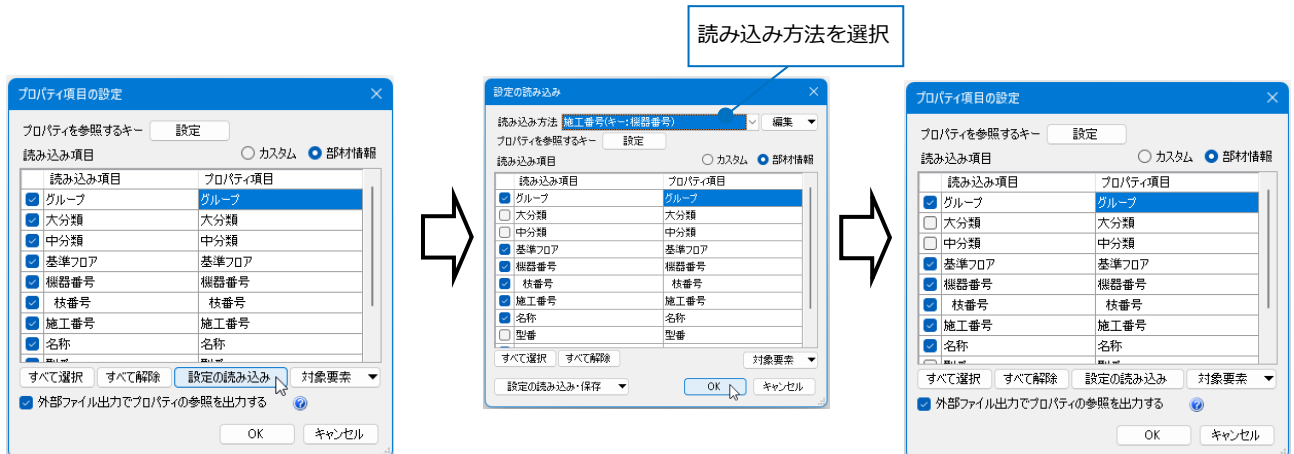 読み込み方法を選択
プロパティ項目の設定
プロパティを参照するキー 設定
読み込み項目 カスタム 部材情報
読み込み項目 プロパティ項目
グループ グループ
大分類 大分類
中分類 中分類
基準フロア 基準フロア
機器番号 機器番号
枝番号 枝番号
施工番号 施工番号
名称 名称
すべて選択 すべて解除 設定の読み込み 対象要素
外部ファイル出力でプロパティの参照を出力する
OK キャンセル
設定の読み込み
読み込み方法 施工番号(キー:機器番号) 編集
プロパティを参照するキー 設定
読み込み項目 カスタム 部材情報
読み込み項目 プロパティ項目
グループ グループ
大分類 大分類
中分類 中分類
基準フロア 基準フロア
機器番号 機器番号
枝番号 枝番号
施工番号 施工番号
名称 名称
型番 型番
すべて選択 すべて解除 対象要素
設定の読み込み・保存 OK キャンセル
プロパティ項目の設定
プロパティを参照するキー 設定
読み込み項目 カスタム 部材情報
読み込み項目 プロパティ項目
グループ グループ
大分類 大分類
中分類 中分類
基準フロア 基準フロア
機器番号 機器番号
枝番号 枝番号
施工番号 施工番号
名称 名称
すべて選択 すべて解除 設定の読み込み 対象要素
外部ファイル出力でプロパティの参照を出力する
OK キャンセル